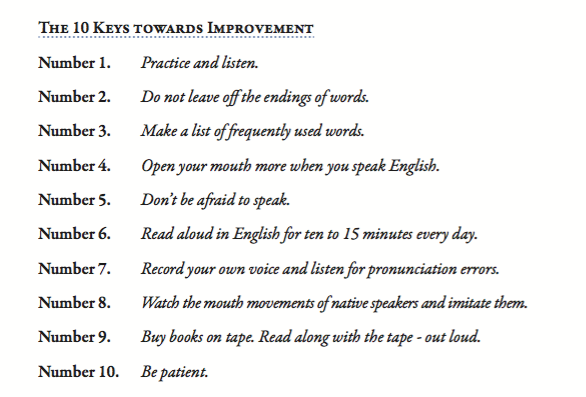 The 10 Keys towards Improvement
Number 1. Practice and listen.
Number 2. Do not leave off the endings of words.
Number 3. Make a list of frequently used words.
Number 4. Open your mouth more when you speak English.
Number 5. Don't be afraid to speak.
Number 6. Read aloud in English for ten to 15 minutes every day.
Number 7. Record your own voice and listen for pronunciation errors.
Number 8. Watch the mouth movements of native speakers and imitate them.
Number 9. Buy books on tape. Read along with the tape - out loud.
Number 10. Be patient.